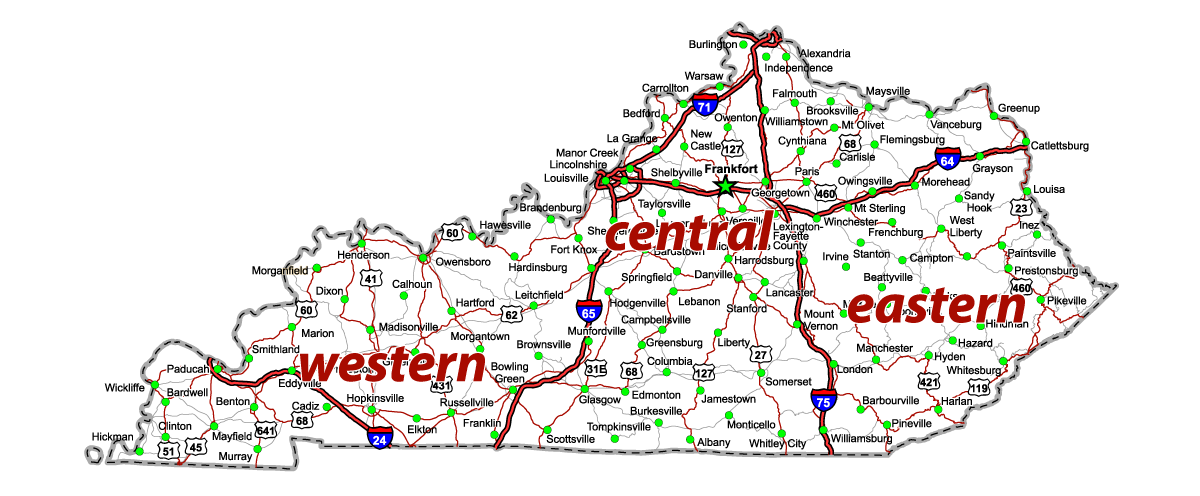 Burlington
Alexandria
Independence
Warsaw
Carrollton
71
Falmouth
Maysville
Bedford
Owenton
Williamstown
Brooksville
Greenup
Vanceburg
Mt Olivet
La Grange
New
Castle
127
Cynthiana
68
Flemingsburg
Catlettsburg
Manor Creek
Lincolnshire
Carlisle
64
Grayson
Louisville
Shelbyville
Frankfort
Paris
Georgetown
460
Owingsville
Morehead
Louisa
Sandy
Hook
Brandenburg
Taylorsville
Mt Sterling
23
Hawesville
60
central
Lexington-
Fayette
County
Winchester
Frenchburg
West
Liberty
Inez
Henderson
Owensboro
Fort Knox
Bardstown
Irvine
Stanton
Campton
Paintsville
Morganfield
Hardinsburg
Springfield
Danville
Harrodsburg
Beattyville
Prestonsburg
41
Dixon
Calhoun
460
Hartford
Leitchfield
Hodgenville
Lebanon
Lancaster
eastern
Pikeville
60
62
65
Stanford
Marion
Madisonville
Munfordville
Campbellsville
Mount
Vernon
Hindman
Morgantown
Brownsville
Greensburg
Liberty
Hazard
Smithland
western
27
Manchester
Hyden
Paducah
Bowling
Green
31E
68
Columbia
127
London
Whitesburg
Wickliffe
Eddyville
431
Somerset
421
119
Bardwell
Benton
Cadiz
Hopkinsville
Russellville
Glasgow
Edmonton
Jamestown
75
Barbourville
Harlan
68
Burkesville
Monticello
Clinton
641
Elkton
Franklin
Tompkinsville
Pineville
Hickman
Mayfield
24
Scottsville
Albany
Whitley City
Williamsburg
51
45
Murray